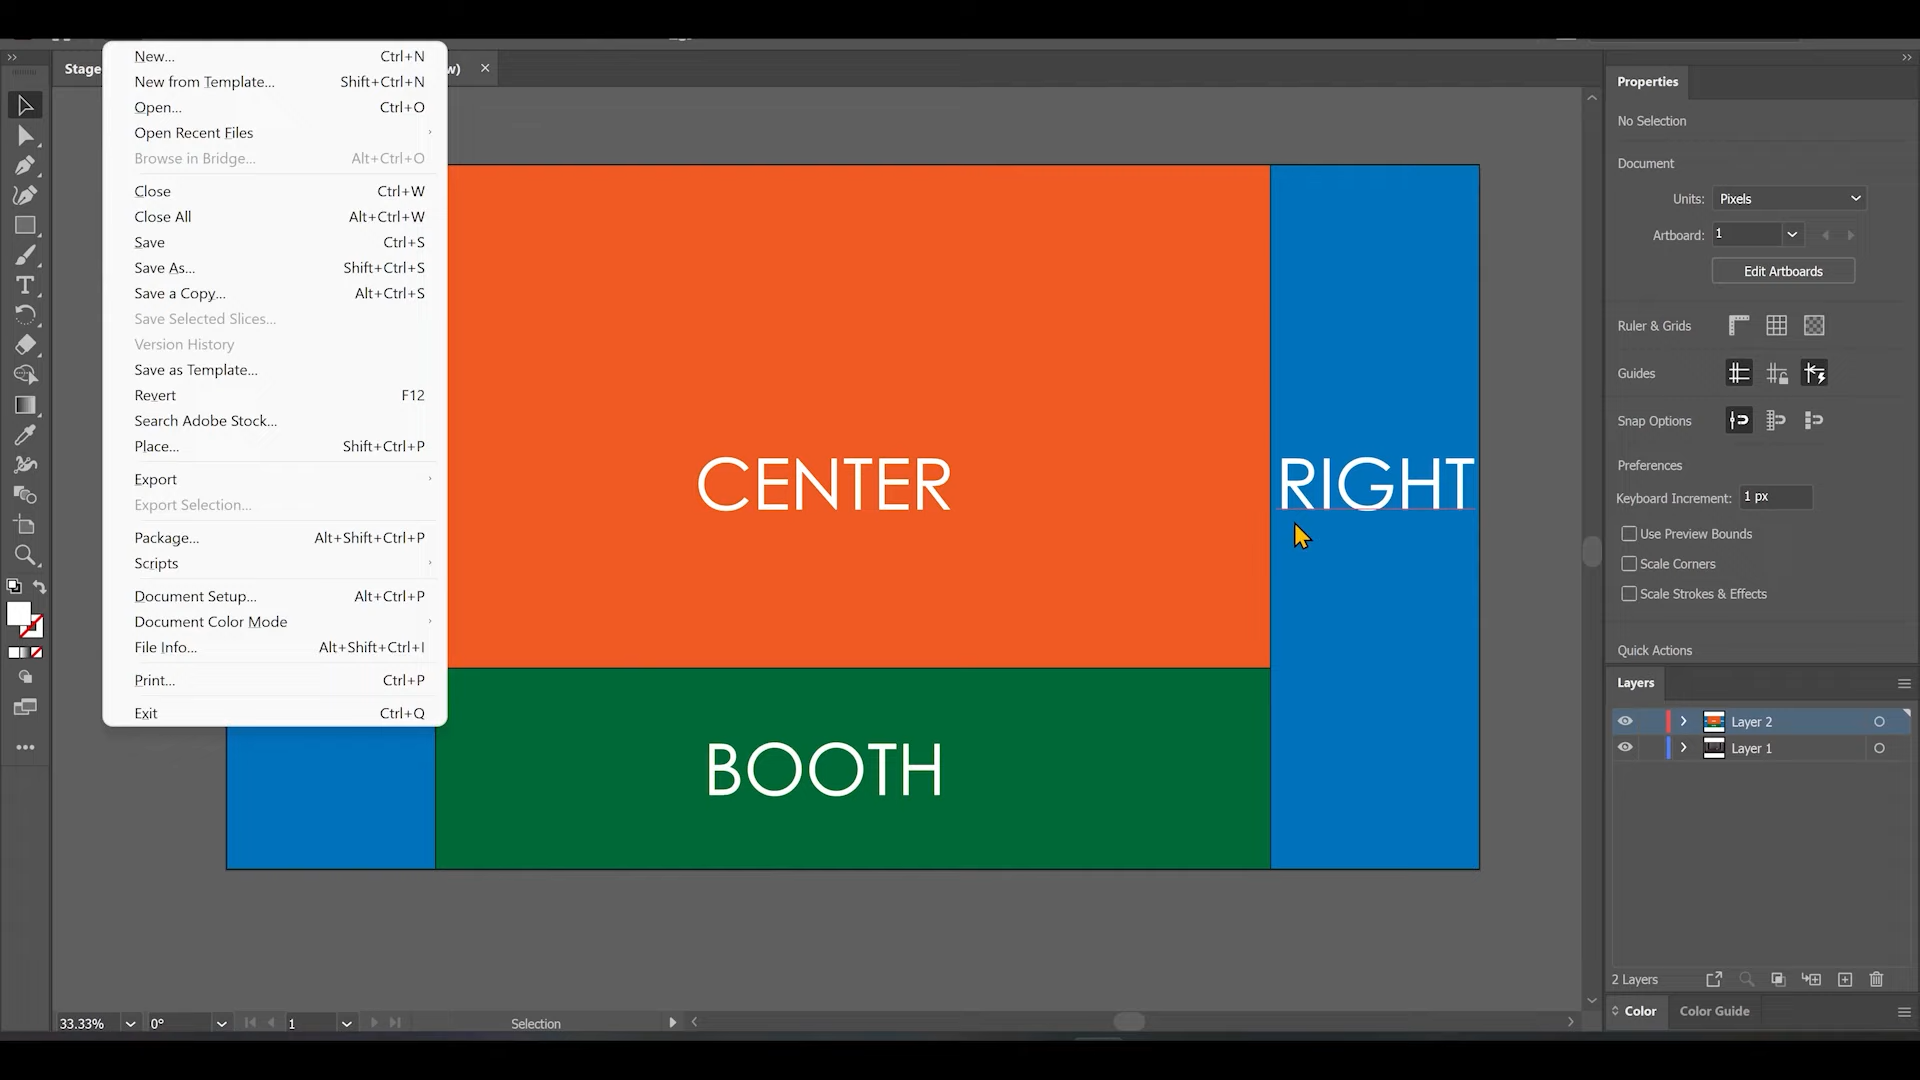 Stage
w)
New... Ctrl+N
New from Template... Shift+Ctrl+N
Open... Ctrl+O
Open Recent Files
Browse in Bridge... Alt+Ctrl+O
Close Ctrl+W
Close All Alt+Ctrl+W
Save Ctrl+S
Save As... Shift+Ctrl+S
Save a Copy... Alt+Ctrl+S
Save Selected Slices...
Version History
Save as Template...
Revert F12
Search Adobe Stock...
Place... Shift+Ctrl+P
Export
Export Selection...
Package... Alt+Shift+Ctrl+P
Scripts
Document Setup... Alt+Ctrl+P
Document Color Mode
File Info... Alt+Shift+Ctrl+I
Print... Ctrl+P
Exit Ctrl+Q
CENTER
RIGHT
BOOTH
Properties
No Selection
Document
Units: Pixels
Artboard: 1
Edit Artboards
Ruler & Grids
Guides
Snap Options
Preferences
Keyboard Increment: 1 px
Use Preview Bounds
Scale Corners
Scale Strokes & Effects
Quick Actions
Layers
Layer 2
Layer 1
2 Layers
Color Color Guide
33.33% 0° 1 Selection